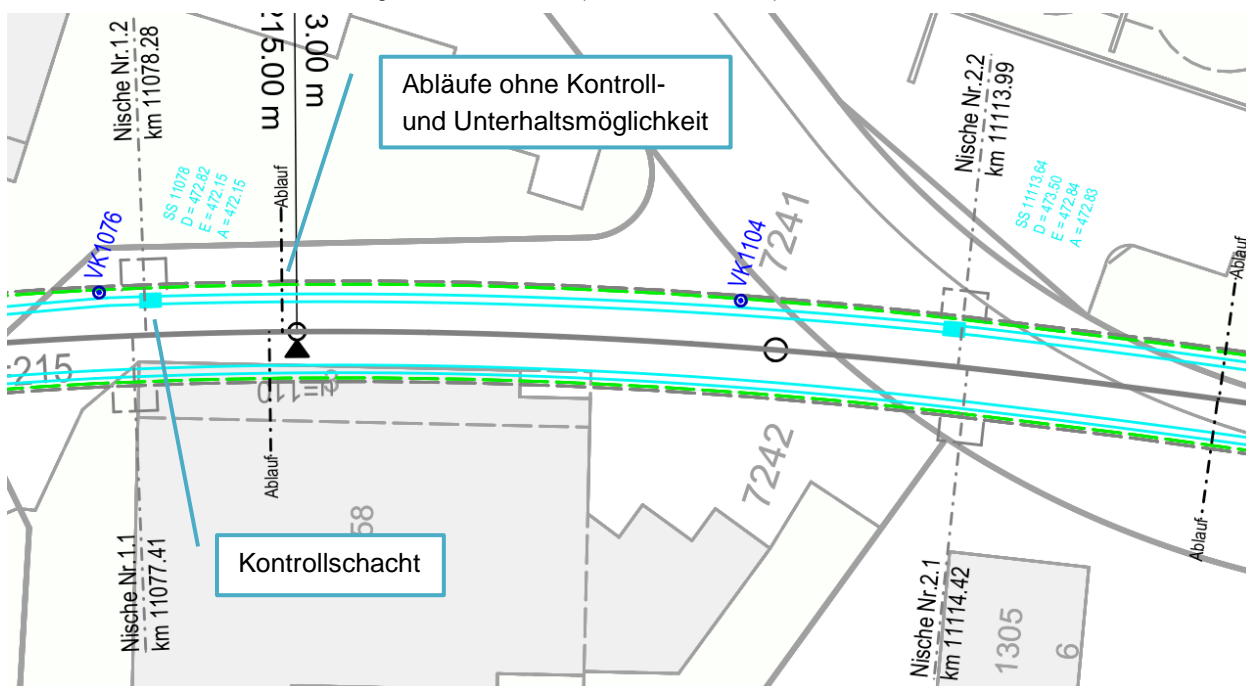 Nische Nr.1.2
km 11078.28
3.00 m
215.00 m
Abläufe ohne Kontroll-
und Unterhaltsmöglichkeit
Nische Nr.2.2
km 11113.99
SS 11078
D = 472.82
E = 472.15
A = 472.15
Ablauf
SS 11113.64
D = 473.50
E = 472.84
A = 472.83
VK1076
VK1104
7241
Ablauf
215
ü=110
Ablauf
7242
58
Kontrollschacht
Nische Nr.1.1
km 11077.41
Nische Nr.2.1
km 11114.42
1305
6
Ablauf